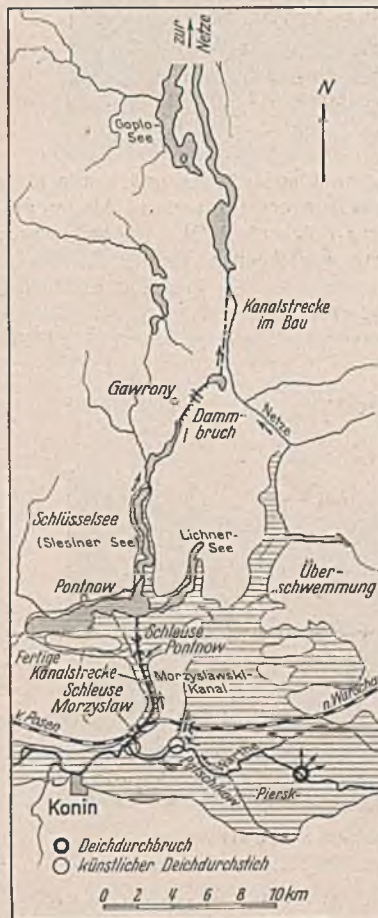 zur
Netze
Goplo-
See
N
Kanalstrecke
im Bau
Gawrony
Damm-
bruch
Netze
Schlüsselsee
(Slesiner See)
Lichner-
See
Pontnow
Über-
schwemmung
Schleuse
Pontnow
Fertige
Kanalstrecke
Schleuse
Morzyslaw
Morzyslawski-
Kanal
v. Posen
n. Warschau
Warthe
Piersk-
Konin
Deichdurchbruch
künstlicher Deichdurchstich
0 2 4 6 8 10 km